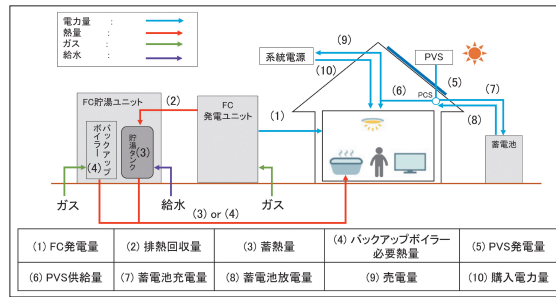 電力量 :
熱量 :
ガス :
給水 :
系統電源
(9)
(10)
PVS
(5)
(6)
PCS
(7)
(8)
蓄電池
FC貯湯ユニット
(2)
FC
発電ユニット
(1)
バックアップ
ボイラー
(4)
貯湯タンク
(3)
ガス
給水
(3) or (4)
ガス
(1) FC発電量
(2) 排熱回収量
(3) 蓄熱量
(4) バックアップボイラー
必要熱量
(5) PVS発電量
(6) PVS供給量
(7) 蓄電池充電量
(8) 蓄電池放電量
(9) 売電量
(10) 購入電力量